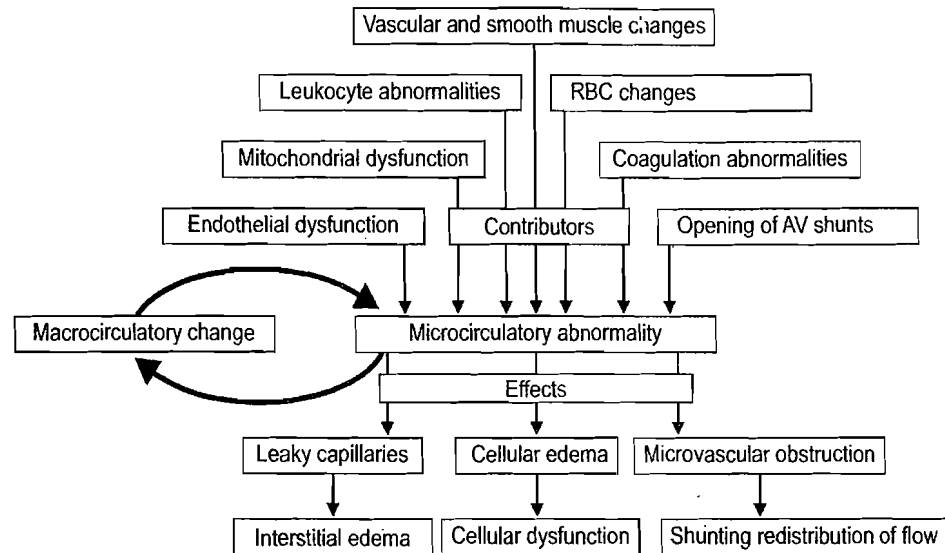 Vascular and smooth muscle changes
Leukocyte abnormalities
RBC changes
Mitochondrial dysfunction
Coagulation abnormalities
Endothelial dysfunction
Contributors
Opening of AV shunts
Macrocirculatory change
Microcirculatory abnormality
Effects
Leaky capillaries
Cellular edema
Microvascular obstruction
Interstitial edema
Cellular dysfunction
Shunting redistribution of flow